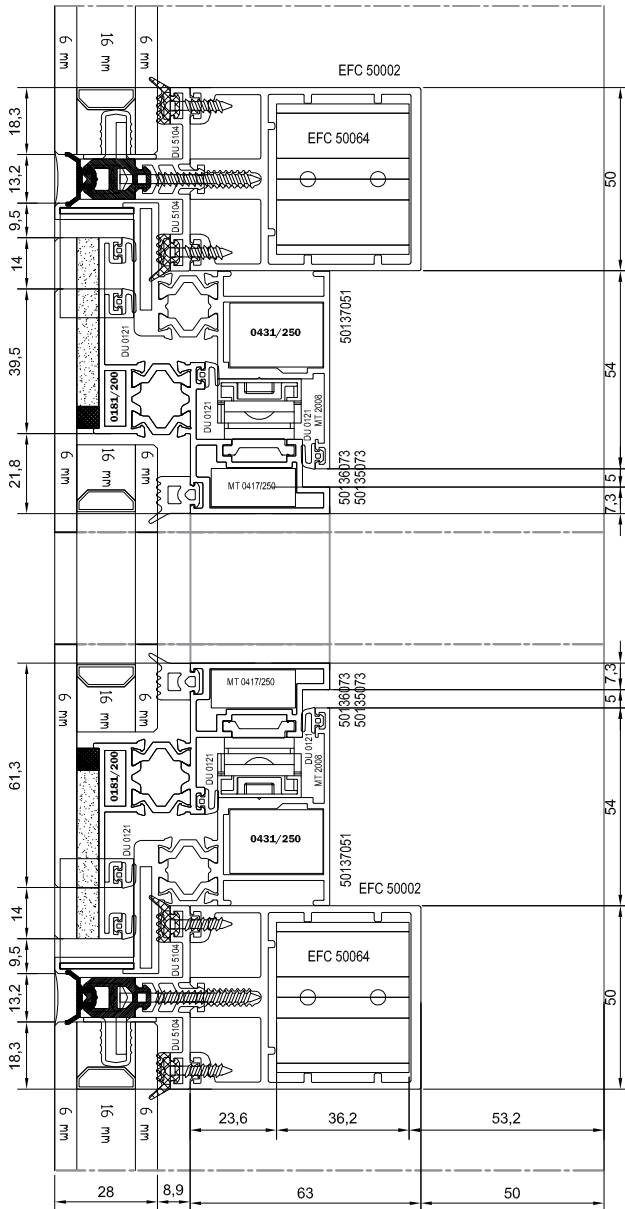 6 mm
16 mm
6 mm
EFC 50002
18,3
DU 5104
EFC 50064
50
13,2
9,5
DU 5104
14
50137051
0431/250
39,5
DU 0121
54
0181/200
DU 0121
DU 0121
MT 2008
21,8
6 mm
16 mm
6 mm
MT 0417/250
50136073
50135073
5
7,3
6 mm
16 mm
6 mm
MT 0417/250
50136073
50135073
7,3
5
61,3
0181/200
DU 0121
DU 0121
MT 2008
54
DU 0121
0431/250
50137051
EFC 50002
14
9,5
DU 5104
EFC 50064
50
13,2
18,3
DU 5104
6 mm
16 mm
6 mm
23,6
36,2
53,2
28
8,9
63
50